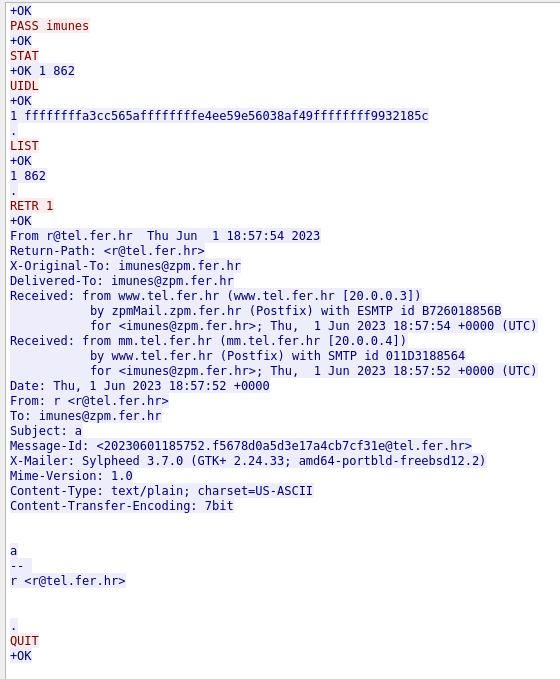 +OK
PASS imunes
+OK
STAT
+OK 1 862
UIDL
+OK
1 ffffffffa3cc565affffffffe4ee59e56038af49ffffffff9932185c
.
LIST
+OK
1 862
.
RETR 1
+OK
From r@tel.fer.hr  Thu Jun  1 18:57:54 2023
Return-Path: <r@tel.fer.hr>
X-Original-To: imunes@zpm.fer.hr
Delivered-To: imunes@zpm.fer.hr
Received: from www.tel.fer.hr (www.tel.fer.hr [20.0.0.3])
by zpmMail.zpm.fer.hr (Postfix) with ESMTP id B726018856B
for <imunes@zpm.fer.hr>; Thu,  1 Jun 2023 18:57:54 +0000 (UTC)
Received: from mm.tel.fer.hr (mm.tel.fer.hr [20.0.0.4])
by www.tel.fer.hr (Postfix) with SMTP id 011D3188564
for <imunes@zpm.fer.hr>; Thu,  1 Jun 2023 18:57:52 +0000 (UTC)
Date: Thu, 1 Jun 2023 18:57:52 +0000
From: r <r@tel.fer.hr>
To: imunes@zpm.fer.hr
Subject: a
Message-Id: <20230601185752.f5678d0a5d3e17a4cb7cf31e@tel.fer.hr>
X-Mailer: Sylpheed 3.7.0 (GTK+ 2.24.33; amd64-portbld-freebsd12.2)
Mime-Version: 1.0
Content-Type: text/plain; charset=US-ASCII
Content-Transfer-Encoding: 7bit
a
--
r <r@tel.fer.hr>
.
QUIT
+OK